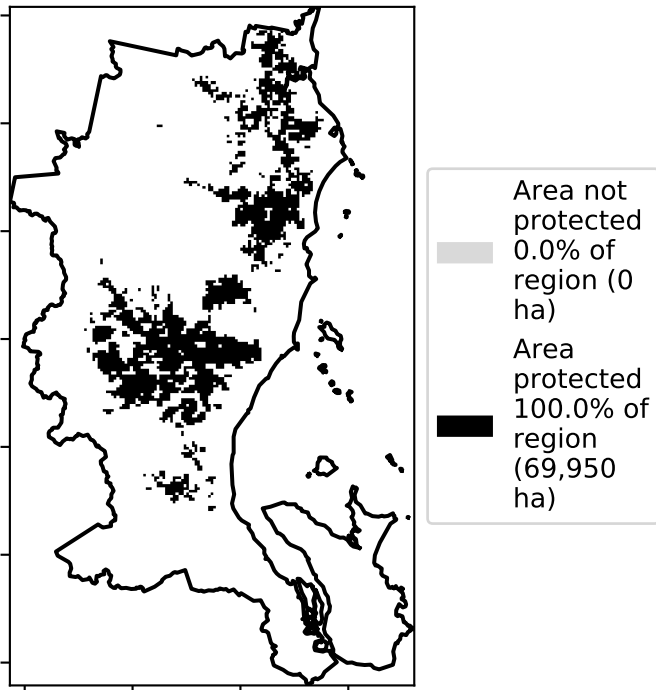 Area not
protected
0.0% of
region (0
ha)
Area
protected
100.0% of
region
(69,950
ha)